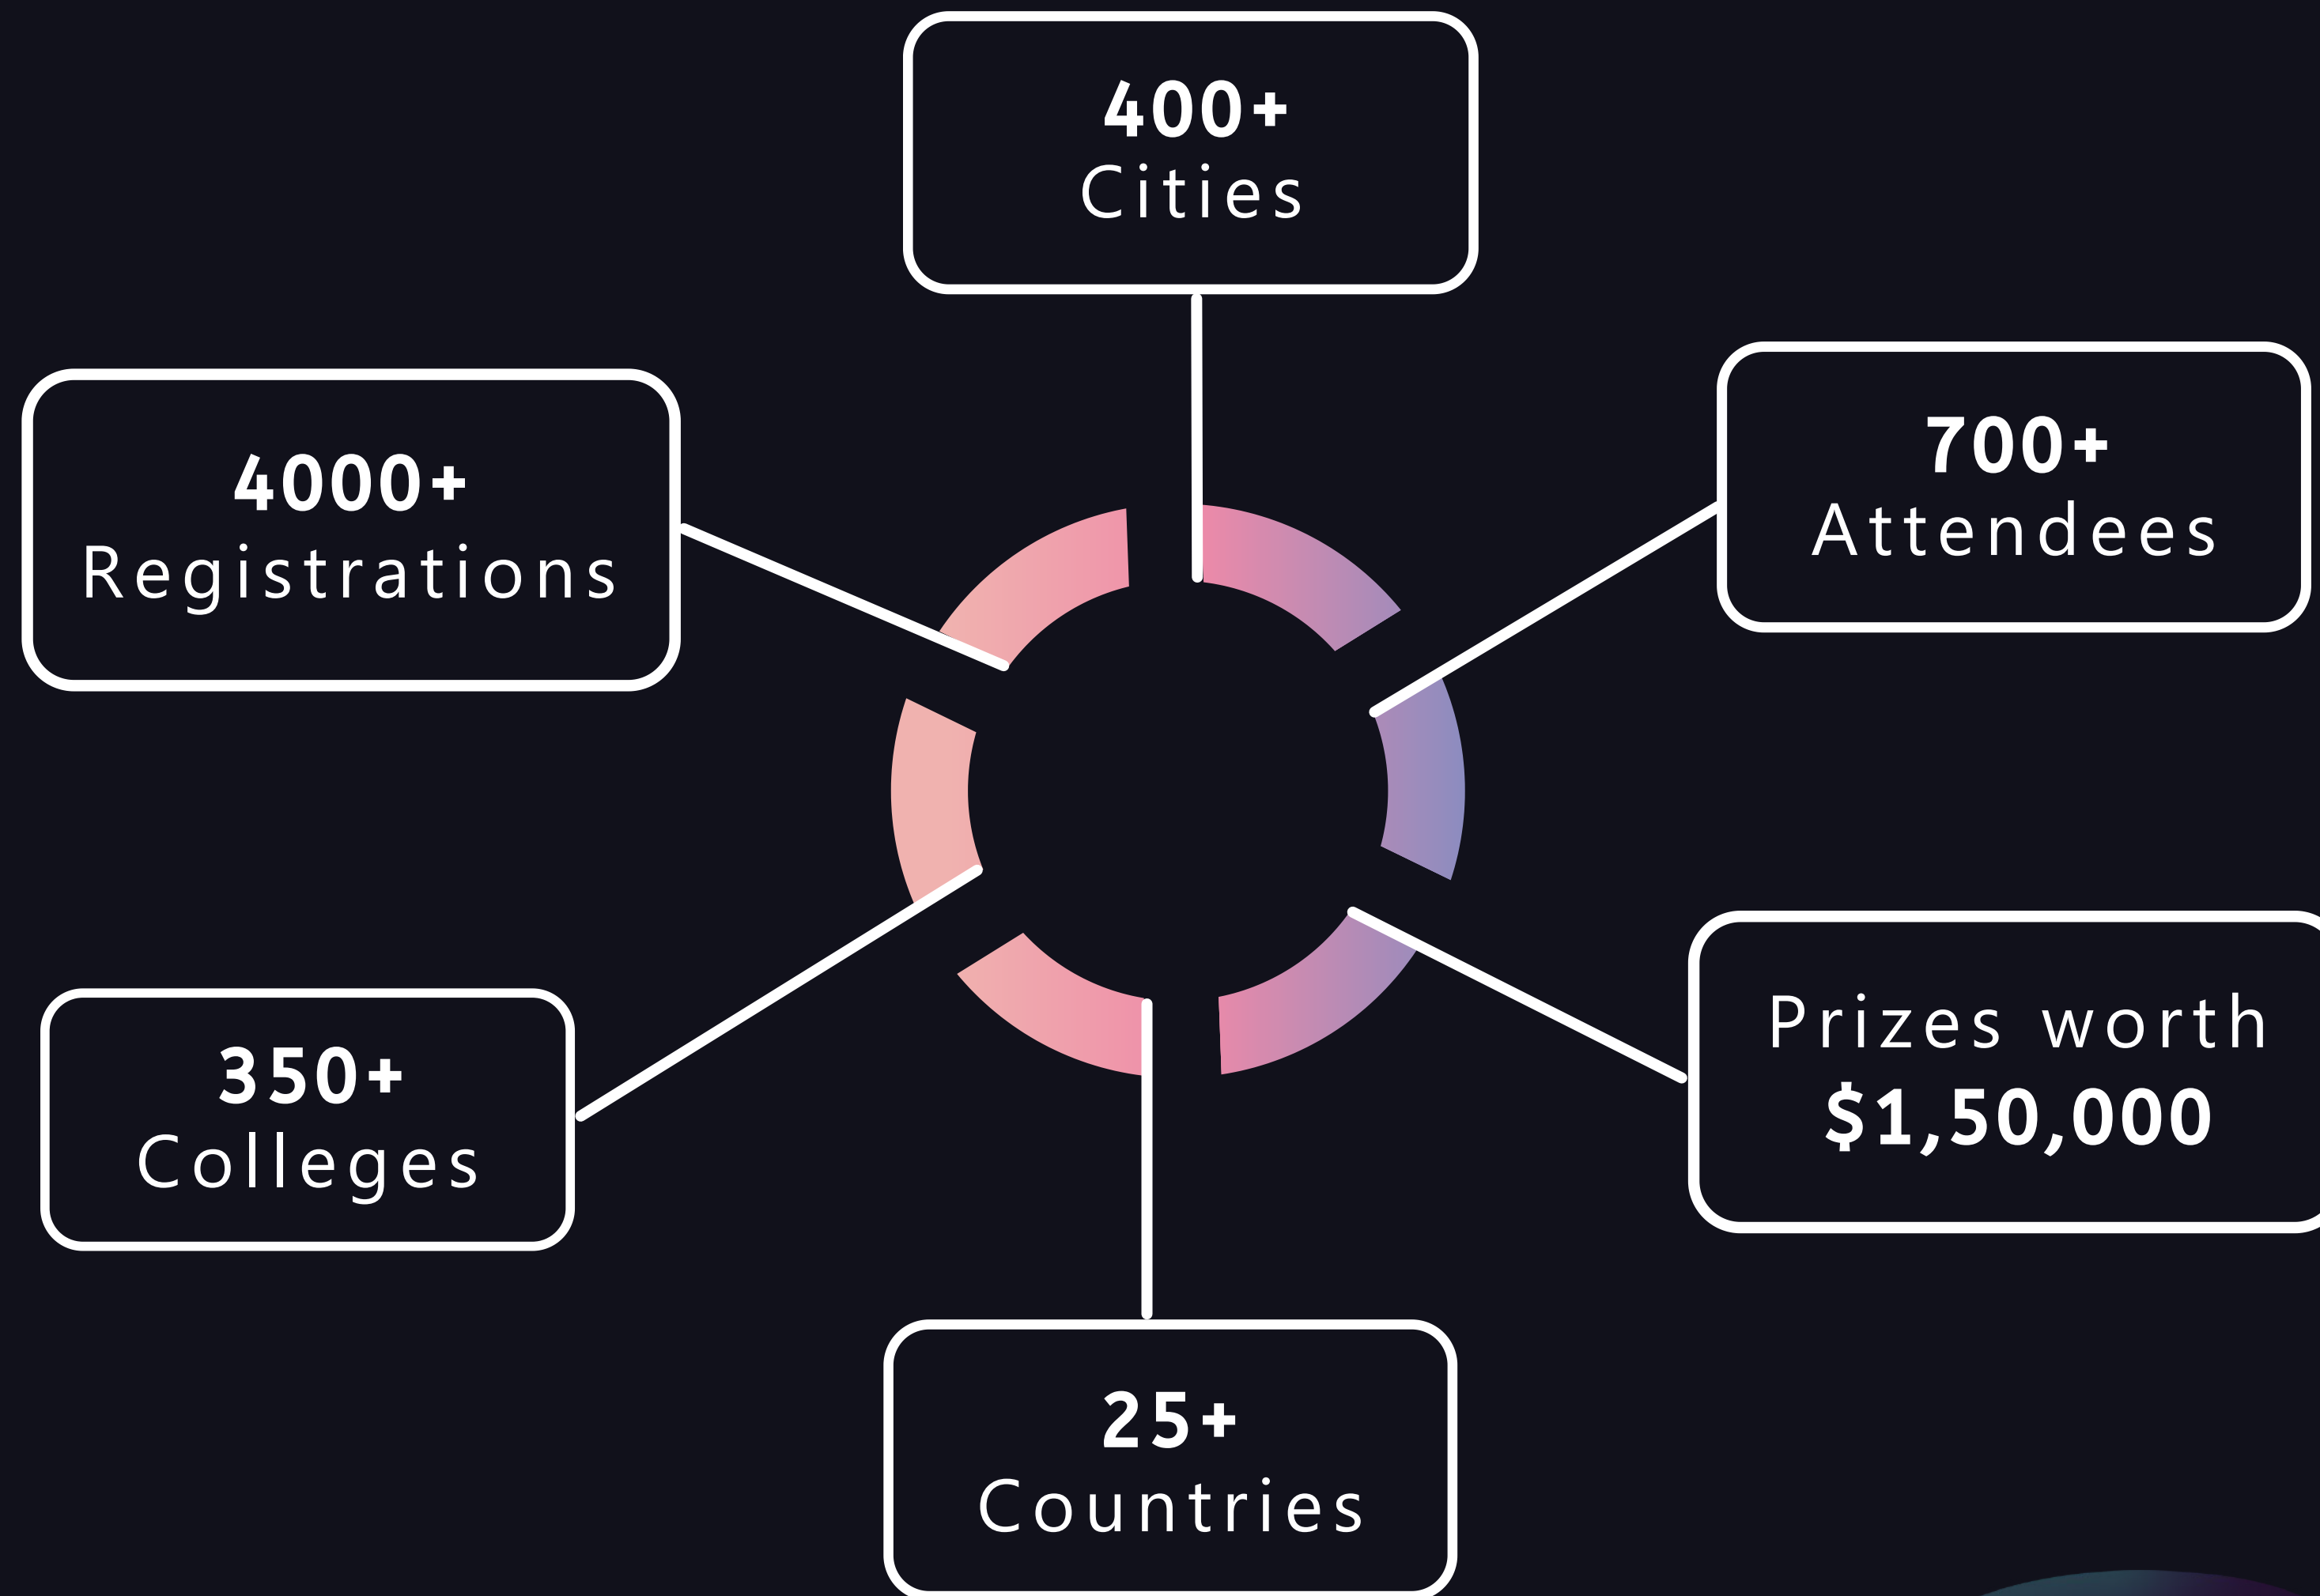 400+
Cities
700+
Attendees
4000+
Registrations
Prizes worth
$1,50,000
350+
Colleges
25+
Countries